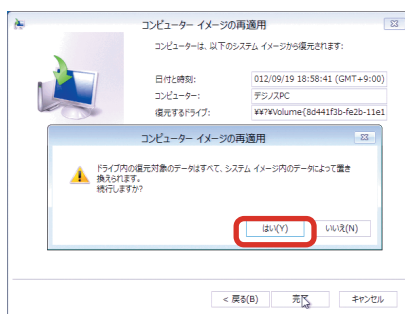 コンピューター イメージの再適用
コンピューターは、以下のシステム イメージから復元されます:
日付と時刻: 012/09/19 18:58:41 (GMT+9:00)
コンピューター: デジノスPC
復元するドライブ: ¥¥?¥Volume{8d441f3b-fe2b-11e1
コンピューター イメージの再適用
ドライブ内の復元対象のデータはすべて、システム イメージ内のデータによって置き
換えられます。
続行しますか?
はい(Y) いいえ(N)
< 戻る(B) 完了 キャンセル